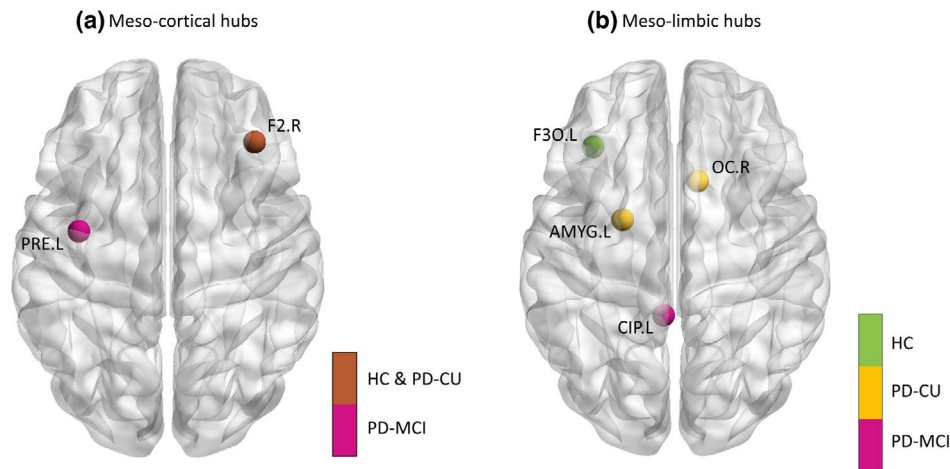 (a) Meso-cortical hubs
F2.R
PRE.L
HC & PD-CU
PD-MCI
(b) Meso-limbic hubs
F3O.L
OC.R
AMYG.L
CIP.L
HC
PD-CU
PD-MCI